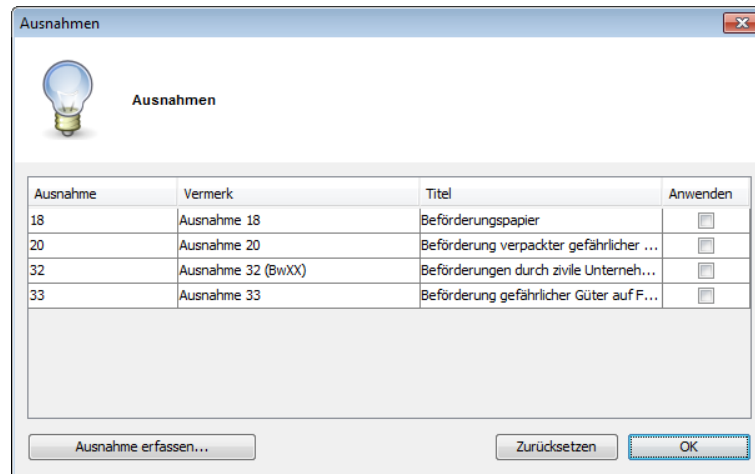 Ausnahmen
Ausnahmen
Ausnahme Vermerk Titel Anwenden
18 Ausnahme 18 Beförderungspapier
20 Ausnahme 20 Beförderung verpackter gefährlicher ...
32 Ausnahme 32 (BwXX) Beförderungen durch zivile Unterneh...
33 Ausnahme 33 Beförderung gefährlicher Güter auf F...
Ausnahme erfassen... Zurücksetzen OK